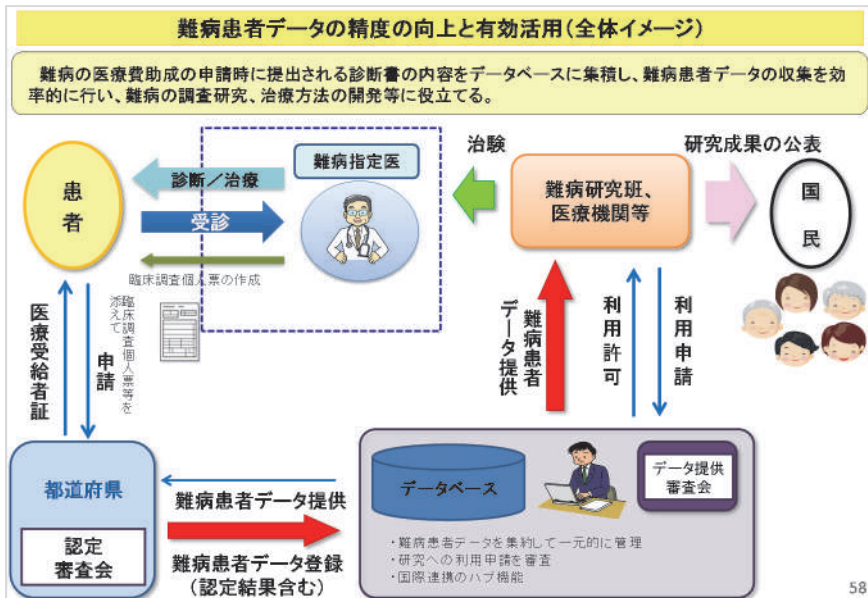 難病患者データの精度の向上と有効活用(全体イメージ)
難病の医療費助成の申請時に提出される診断書の内容をデータベースに集積し、難病患者データの収集を効
率的に行い、難病の調査研究、治療方法の開発等に役立てる。
患
者
診断／治療
受診
臨床調査個人票の作成
難病指定医
治験
難病研究班、
医療機関等
研究成果の公表
国
民
医療受給者証
申請
臨床調査個人票等を
添えて
難病患者
データ提供
利用許可
利用申請
都道府県
認定
審査会
難病患者データ提供
難病患者データ登録
(認定結果含む)
データベース
データ提供
審査会
・難病患者データを集約して一元的に管理
・研究への利用申請を審査
・国際連携のハブ機能
58